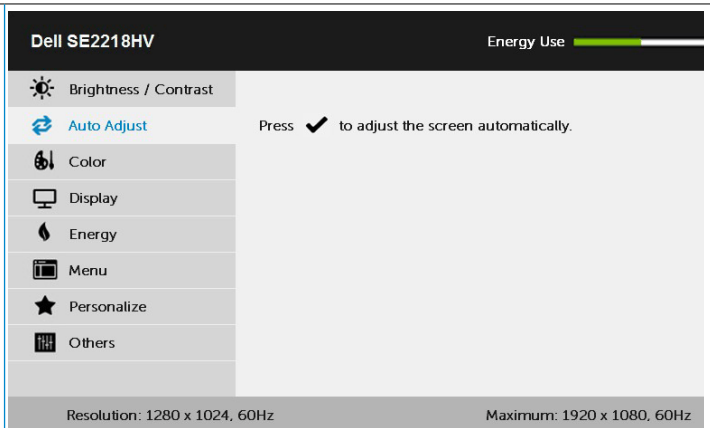 Dell SE2218HV
Energy Use
Brightness / Contrast
Auto Adjust
Press ✔ to adjust the screen automatically.
Color
Display
Energy
Menu
Personalize
Others
Resolution: 1280 x 1024, 60Hz
Maximum: 1920 x 1080, 60Hz